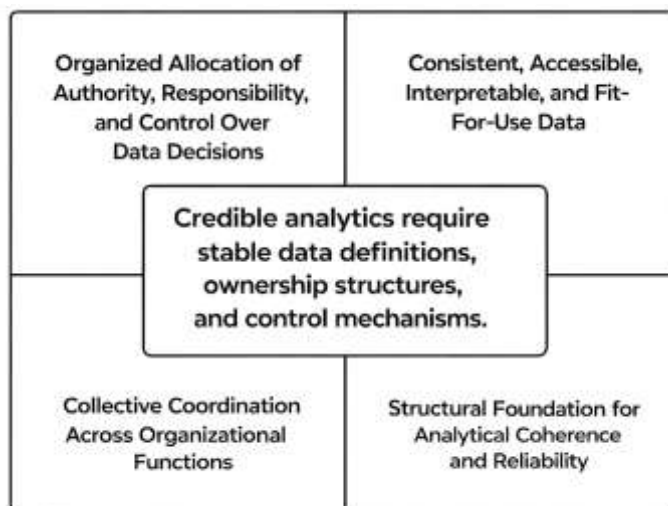 Organized Allocation of
Authority, Responsibility,
and Control Over
Data Decisions
Consistent, Accessible,
Interpretable, and Fit-
For-Use Data
Credible analytics require
stable data definitions,
ownership structures,
and control mechanisms.
Collective Coordination
Across Organizational
Functions
Structural Foundation for
Analytical Coherence
and Reliability